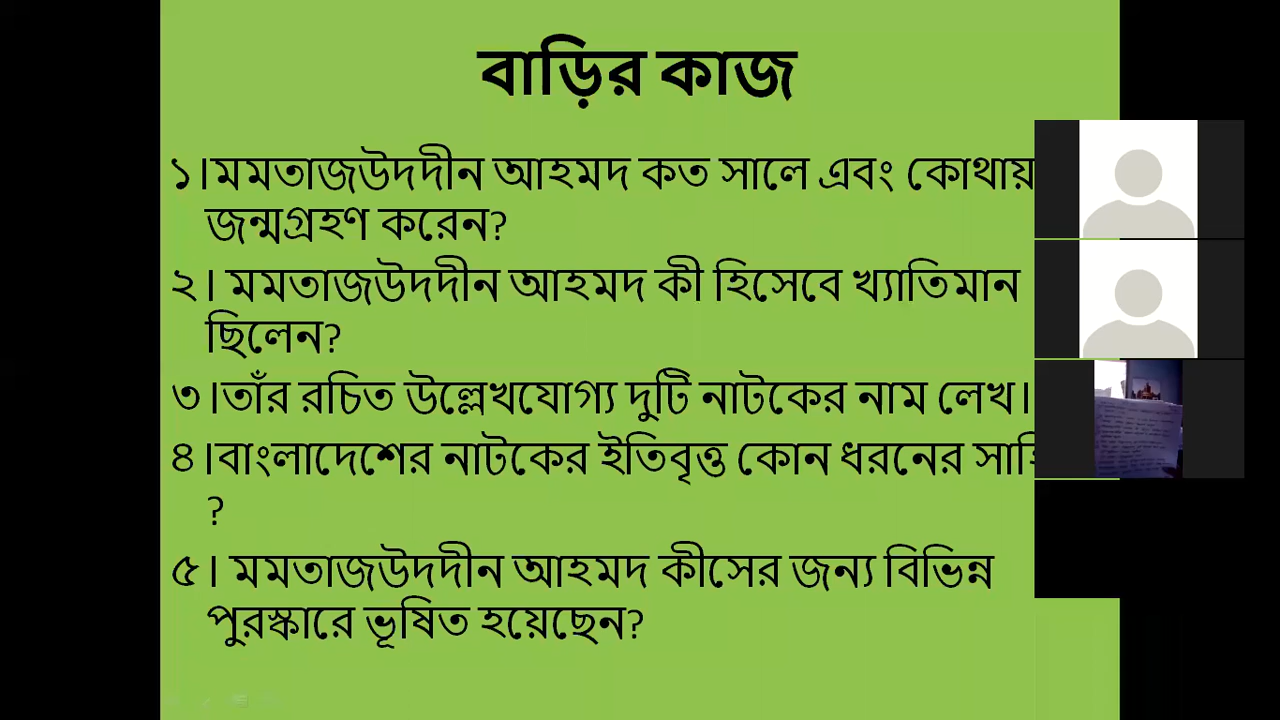 বাড়ির কাজ
১।মমতাজউদদীন আহমদ কত সালে এবং কোথায়
জন্মগ্রহণ করেন?
২। মমতাজউদদীন আহমদ কী হিসেবে খ্যাতিমান
ছিলেন?
৩।তাঁর রচিত উল্লেখযোগ্য দুটি নাটকের নাম লেখ।
৪।বাংলাদেশের নাটকের ইতিবৃত্ত কোন ধরনের
?
৫। মমতাজউদদীন আহমদ কীসের জন্য বিভিন্ন
পুরস্কারে ভূষিত হয়েছেন?